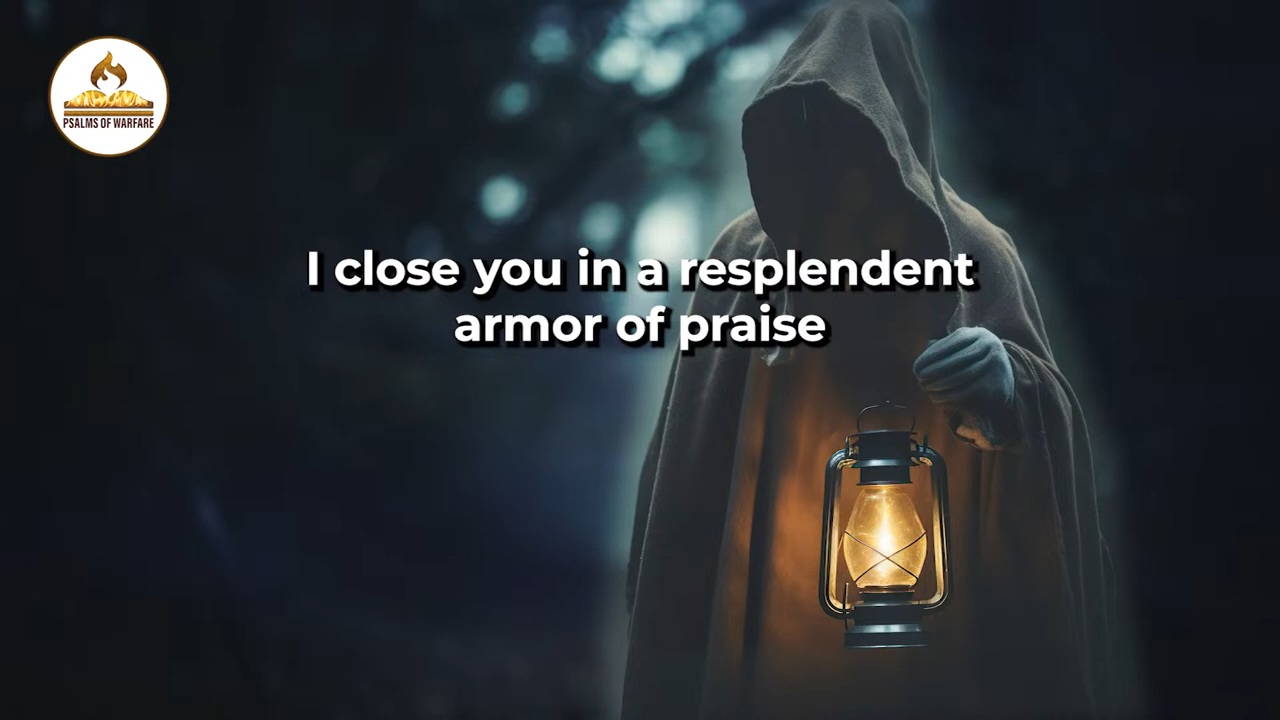 PSALMS OF WARFARE
I close you in a resplendent
armor of praise